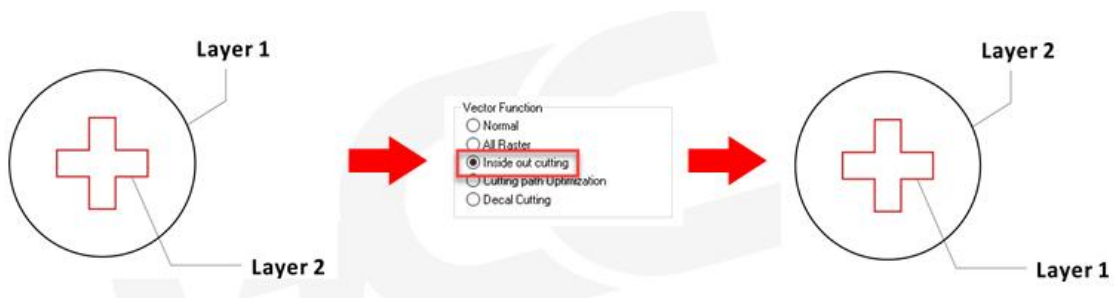 Layer 1
Layer 2
Vector Function
Normal
All Raster
Inside out cutting
Cutting path Optimization
Decal Cutting
Layer 2
Layer 1